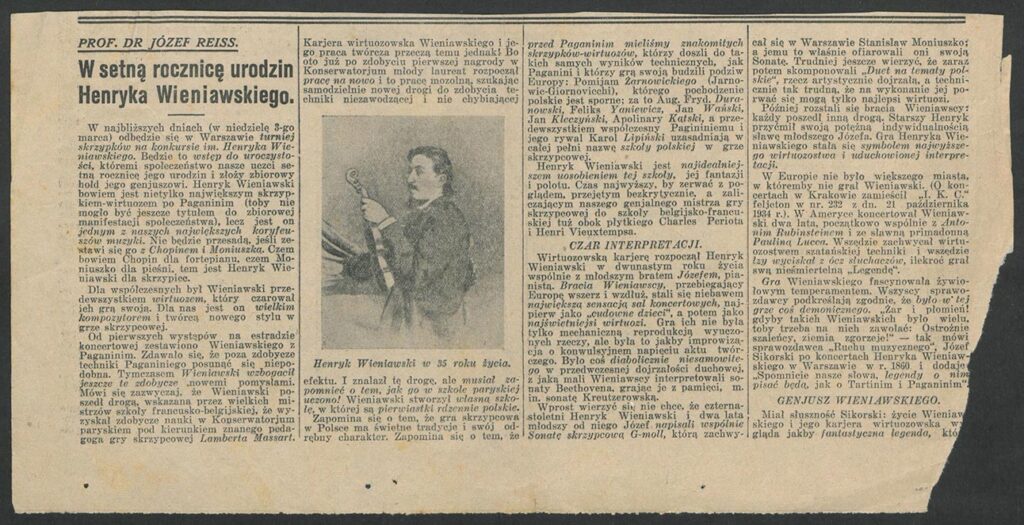 PROF. DR JÓZEF REISS.
W setną rocznicę urodzin
Henryka Wieniawskiego.
W najbliższych dniach (w niedzielę 3-go
marca) odbędzie się w Warszawie turniej
skrzypków na konkursie im. Henryka Wie-
niawskiego. Będzie to wstęp do uroczysto-
ści, któremi społeczeństwo nasze uczci se-
tną rocznicę jego urodzin i złoży zbiorowy
hołd jego genjuszowi. Henryk Wieniawski
bowiem jest nietylko największym skrzyp-
kiem-wirtuozem po Paganinim (toby nie
mogło być jeszcze tytułem do zbiorowej
manifestacji społeczeństwa), lecz jest on
jednym z naszych największych koryfeu-
szów muzyki. Nie będzie przesadą, jeśli ze-
stawi się go z Chopinem i Moniuszką. Czem
bowiem Chopin dla fortepianu, czem Mo-
niuszko dla pieśni, tem jest Henryk Wie-
niawski dla skrzypiec.
Dla współczesnych był Wieniawski prze-
dewszystkiem wirtuozem, który czarował
ich grą swoją. Dla nas jest on wielkim
kompozytorem i twórcą nowego stylu w
grze skrzypcowej.
Od pierwszych występów na estradzie
koncertowej zestawiono Wieniawskiego z
Paganinim. Zdawało się, że poza zdobycze
techniki Paganiniego posunąć się niepo-
dobna. Tymczasem Wieniawski wzbogacił
jeszcze te zdobycze nowemi pomysłami.
Mówi się zazwyczaj, że Wieniawski po-
szedł drogą, wskazaną przez wielkich mi-
strzów szkoły francusko-belgijskiej, że wy-
zyskał zdobycze nauki w Konserwatorjum
paryskiem pod kierunkiem znanego peda-
goga gry skrzypcowej Lamberta Massart.
Karjera wirtuozowska Wieniawskiego i je-
go praca twórcza przeczą temu jednak! Bo
oto już po zdobyciu pierwszej nagrody w
Konserwatorjum młody laureat rozpoczął
pracę na nowo i to pracę mozolną, szukając
samodzielnie nowej drogi do zdobycia te-
chniki niezawodzącej i nie chybiającej
Henryk Wieniawski w 35 roku życia.
efektu. I znalazł tę drogę, ale musiał za-
pomnieć o tem, jak go w szkole paryskiej
uczono! Wieniawski stworzył własną szko-
łę, w której są pierwiastki rdzennie polskie.
Zapomina się o tem, że gra skrzypcowa
w Polsce ma świetne tradycje i swój od-
rębny charakter. Zapomina się o tem, że
przed Paganinim mieliśmy znakomitych
skrzypków-wirtuozów, którzy doszli do ta-
kich samych wyników technicznych, jak
Paganini i którzy grą swoją budzili podziw
Europy: Pomijam Żarnowickiego (Jarno-
wic-Giornovicchi), którego pochodzenie
polskie jest sporne: za to Aug. Fryd. Dura-
nowski, Feliks Yaniewicz, Jan Wański,
Jan Kleczyński, Apolinary Kątski, a prze-
dewszystkiem współczesny Paganiniemu i
jego rywal Karol Lipiński uzasadniają w
całej pełni nazwę szkoły polskiej w grze
skrzypcowej.
Henryk Wieniawski jest najidealniej-
szem uosobieniem tej szkoły, jej fantazji
i polotu. Czas najwyższy, by zerwać z po-
glądem, przejętym bezkrytycznie, a zali-
czającym naszego genjalnego mistrza gry
skrzypcowej do szkoły belgijsko-francu-
skiej tuż obok płytkiego Charles Periota
i Henri Vieuxtempsa.
CZAR INTERPRETACJI.
Wirtuozowską karjerę rozpoczął Henryk
Wieniawski w dwunastym roku życia
wspólnie z młodszym bratem Józefem, pia-
nistą. Bracia Wieniawscy, przebiegający
Europę wszerz i wzdłuż, stali się niebawem
największą sensacją sal koncertowych, naj-
pierw jako „cudowne dzieci“, a potem jako
najświetniejsi wirtuozi. Gra ich nie była
tylko mechaniczną reprodukcją wyuczo-
nych rzeczy, ale była to jakby improwiza-
cja o konwulsyjnem napięciu aktu twór-
czego. Było coś diabolicznie niesamowite-
go w przedwczesnej dojrzałości duchowej,
z jaką mali Wieniawscy interpretowali so-
naty Beethovena, grając je z pamięci, m.
in. sonatę Kreutzerowską.
Wprost wierzyć się nie chce, że czterna-
stoletni Henryk Wieniawski i dwa lata
młodszy od niego Józef napisali wspólnie
Sonatę skrzypcową G-moll, którą zachwy-
cał się w Warszawie Stanisław Moniuszko;
a jemu to właśnie ofiarowali oni swoją
Sonatę. Trudniej jeszcze wierzyć, że zaraz
potem skomponowali „Duet na tematy pol-
skie“, rzecz artystycznie dojrzałą, a techni-
cznie tak trudną, że na wykonanie jej po-
rwać się mogą tylko najlepsi wirtuozi.
Później rozstali się bracia Wieniawscy:
każdy poszedł inną drogą. Starszy Henryk
przyćmił swoją potężną indywidualnością
sławę młodszego Józefa. Gra Henryka Wie-
niawskiego stała się symbolem najwyższe-
go wirtuozostwa i uduchowionej interpre-
tacji.
W Europie nie było większego miasta,
w któremby nie grał Wieniawski. (O kon-
certach w Krakowie zamieścił „I. K. C.“
feljeton w nr. 232 z dn. 21 października
1934 r.). W Ameryce koncertował Wieniaw-
ski dwa lata, początkowo wspólnie z Anto-
nim Rubinsteinem i ze sławną primadonną
Pauliną Lucca. Wszędzie zachwycał wirtu-
ozostwem szatańskiej techniki i wszędzie
łzy wyciskał z ócz słuchaczów, ilekroć grał
swą nieśmiertelną „Legendę“.
Gra Wieniawskiego fascynowała żywio-
łowym temperamentem. Wszyscy sprawo-
zdawcy podkreślają zgodnie, że było w tej
grze coś demonicznego. „Żar i płomień!
gdyby takich Wieniawskich było wielu,
toby trzeba na nich zawołać: Ostrożnie
szaleńcy, ziemia zgorzeje!“ — tak mówi
sprawozdawca „Ruchu muzycznego“, Józef
Sikorski po koncertach Henryka Wieniaw-
skiego w Warszawie w r. 1860 i dodaje:
„Spomnicie nasze słowa, legendy o nim
pisać będą, jak o Tartinim i Paganinim“.
GENJUSZ WIENIAWSKIEGO.
Miał słuszność Sikorski: życie Wieniaw-
skiego i jego karjera wirtuozowska wy-
gląda jakby fantastyczna legenda, któ